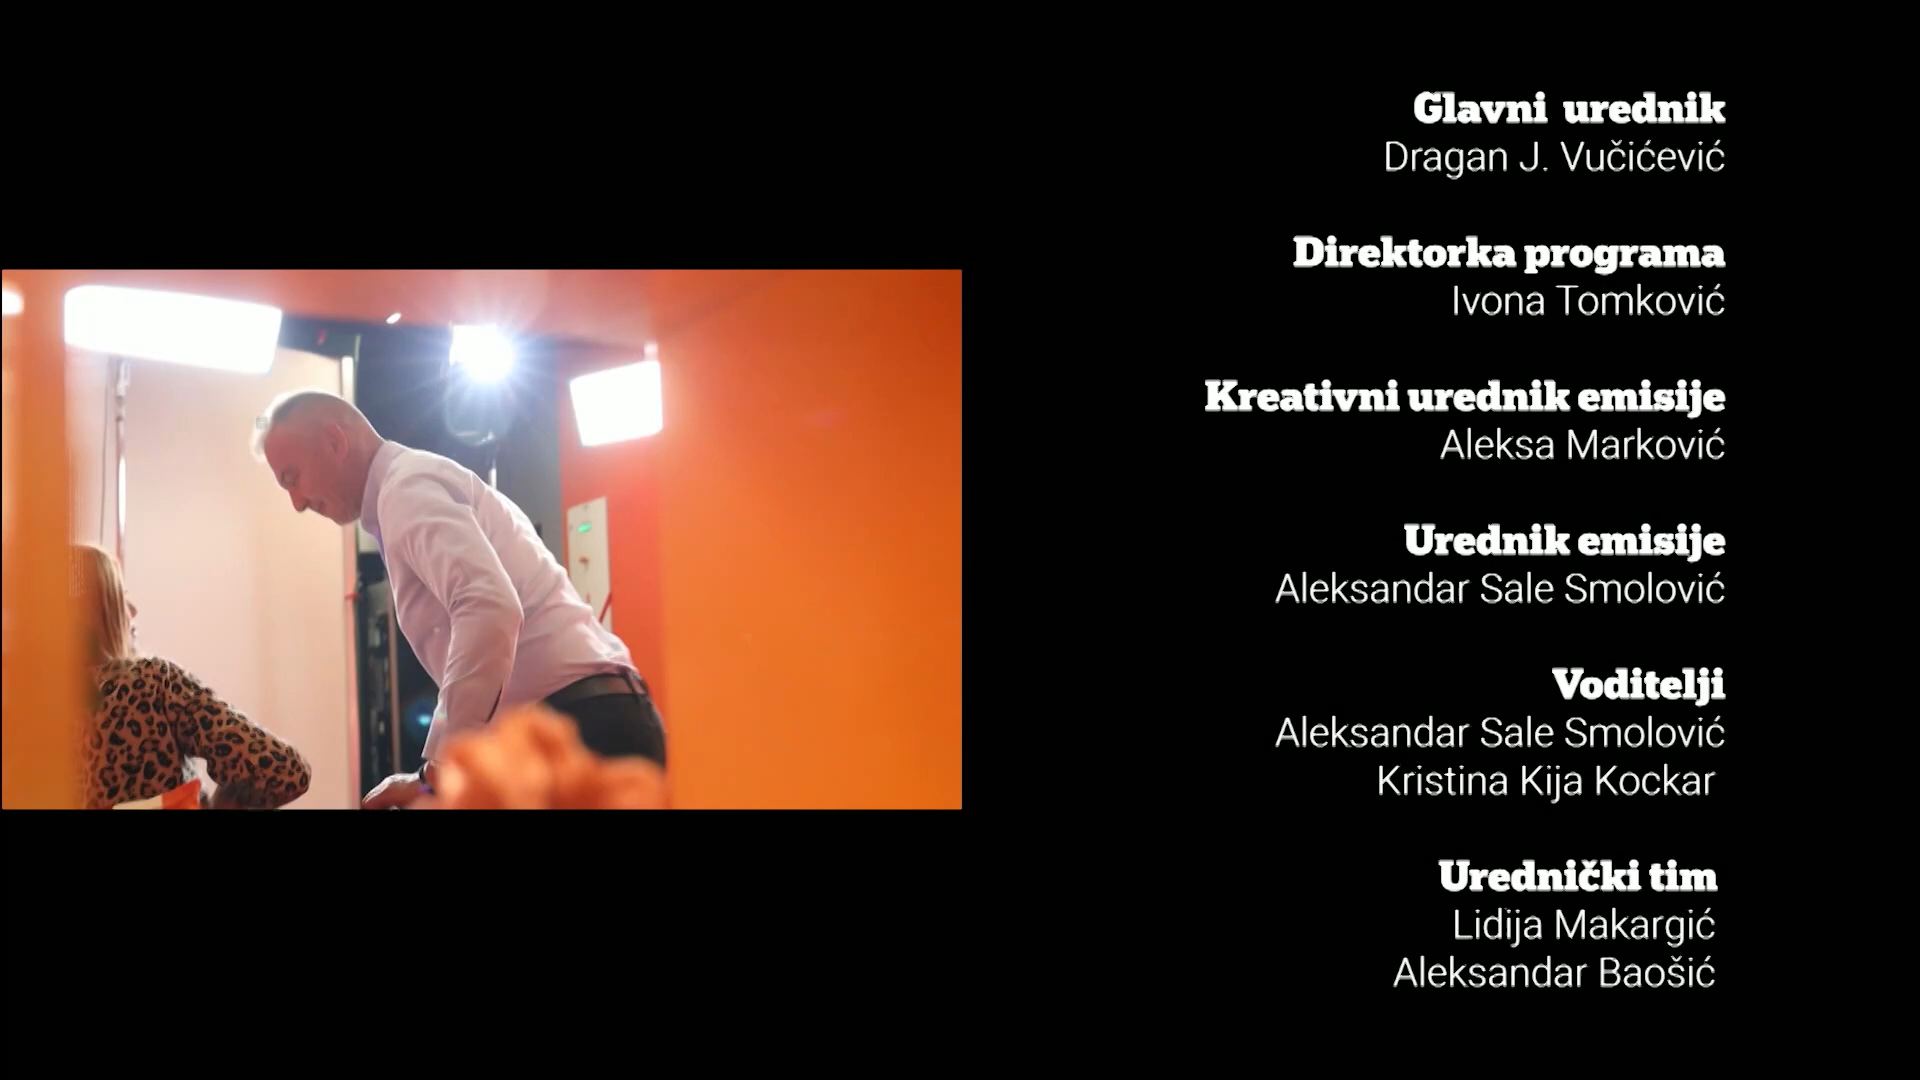 Glavni urednik
Dragan J. Vučićević
Direktorka programa
Ivona Tomković
Kreativni urednik emisije
Aleksa Marković
Urednik emisije
Aleksandar Sale Smolović
Voditelji
Aleksandar Sale Smolović
Kristina Kija Kockar
Urednički tim
Lidija Makargić
Aleksandar Baošić